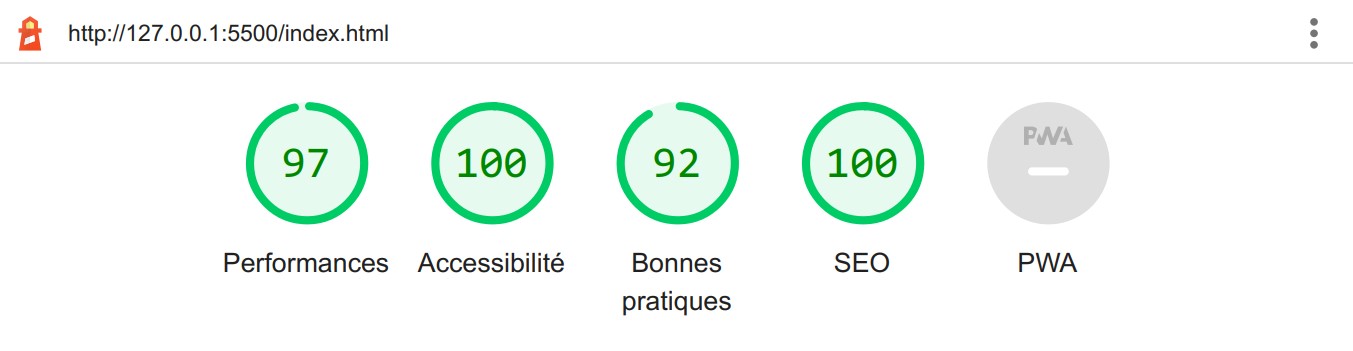 http://127.0.0.1:5500/index.html
97
100
92
100
PWA
Performances
Accessibilité
Bonnes
pratiques
SEO
PWA